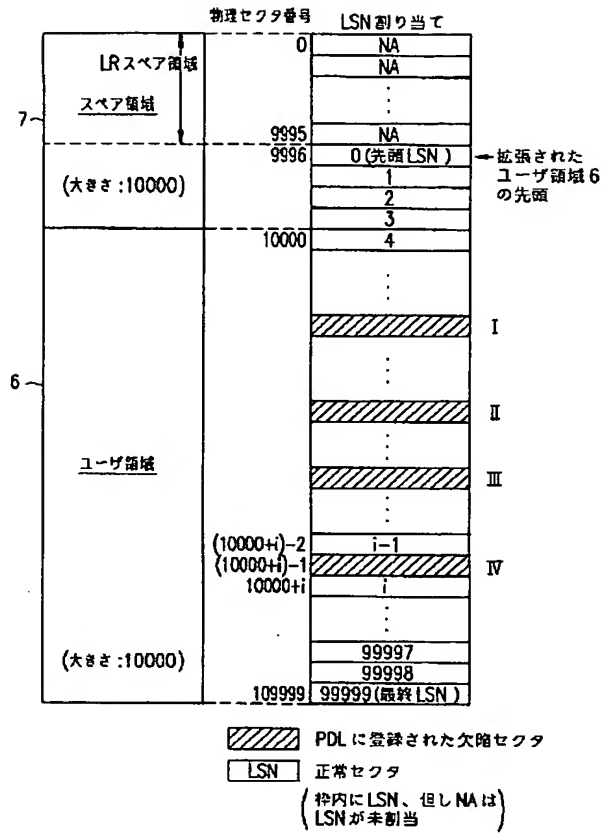 物理セクタ番号 LSN割り当て
0 NA
LRスペア領域 NA
スペア領域
7
9995 NA
9996 0(先頭LSN)
拡張された
ユーザ領域6
の先頭
(大きさ:10000) 1
2
3
10000 4
I
6
II
ユーザ領域
III
(10000+i)-2 i-1
(10000+i)-1 IV
10000+i i
99997
(大きさ:10000) 99998
109999 99999(最終LSN)
PDLに登録された欠陥セクタ
LSN 正常セクタ
(枠内にLSN、但しNAは
LSNが未割当)